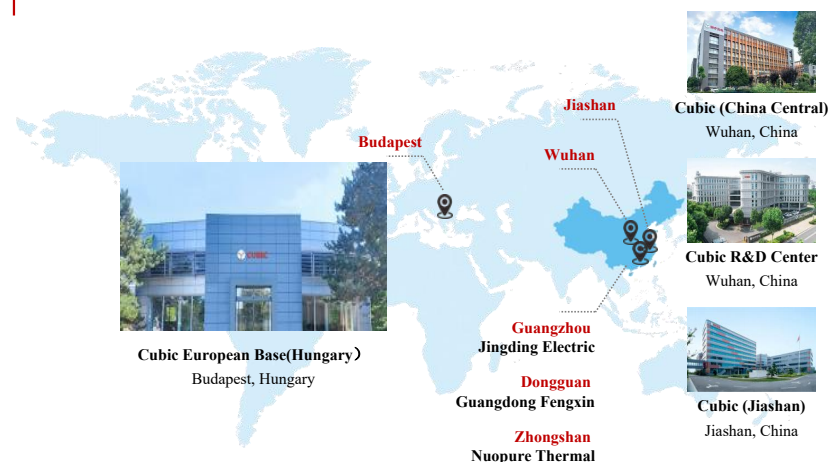 Jiashan
Budapest
Wuhan
CUBIC
Cubic European Base(Hungary）
Budapest, Hungary
Guangzhou
Jingding Electric
Dongguan
Guangdong Fengxin
Zhongshan
Nuopure Thermal
Cubic (China Central)
Wuhan, China
Cubic R&D Center
Wuhan, China
Cubic (Jiashan)
Jiashan, China